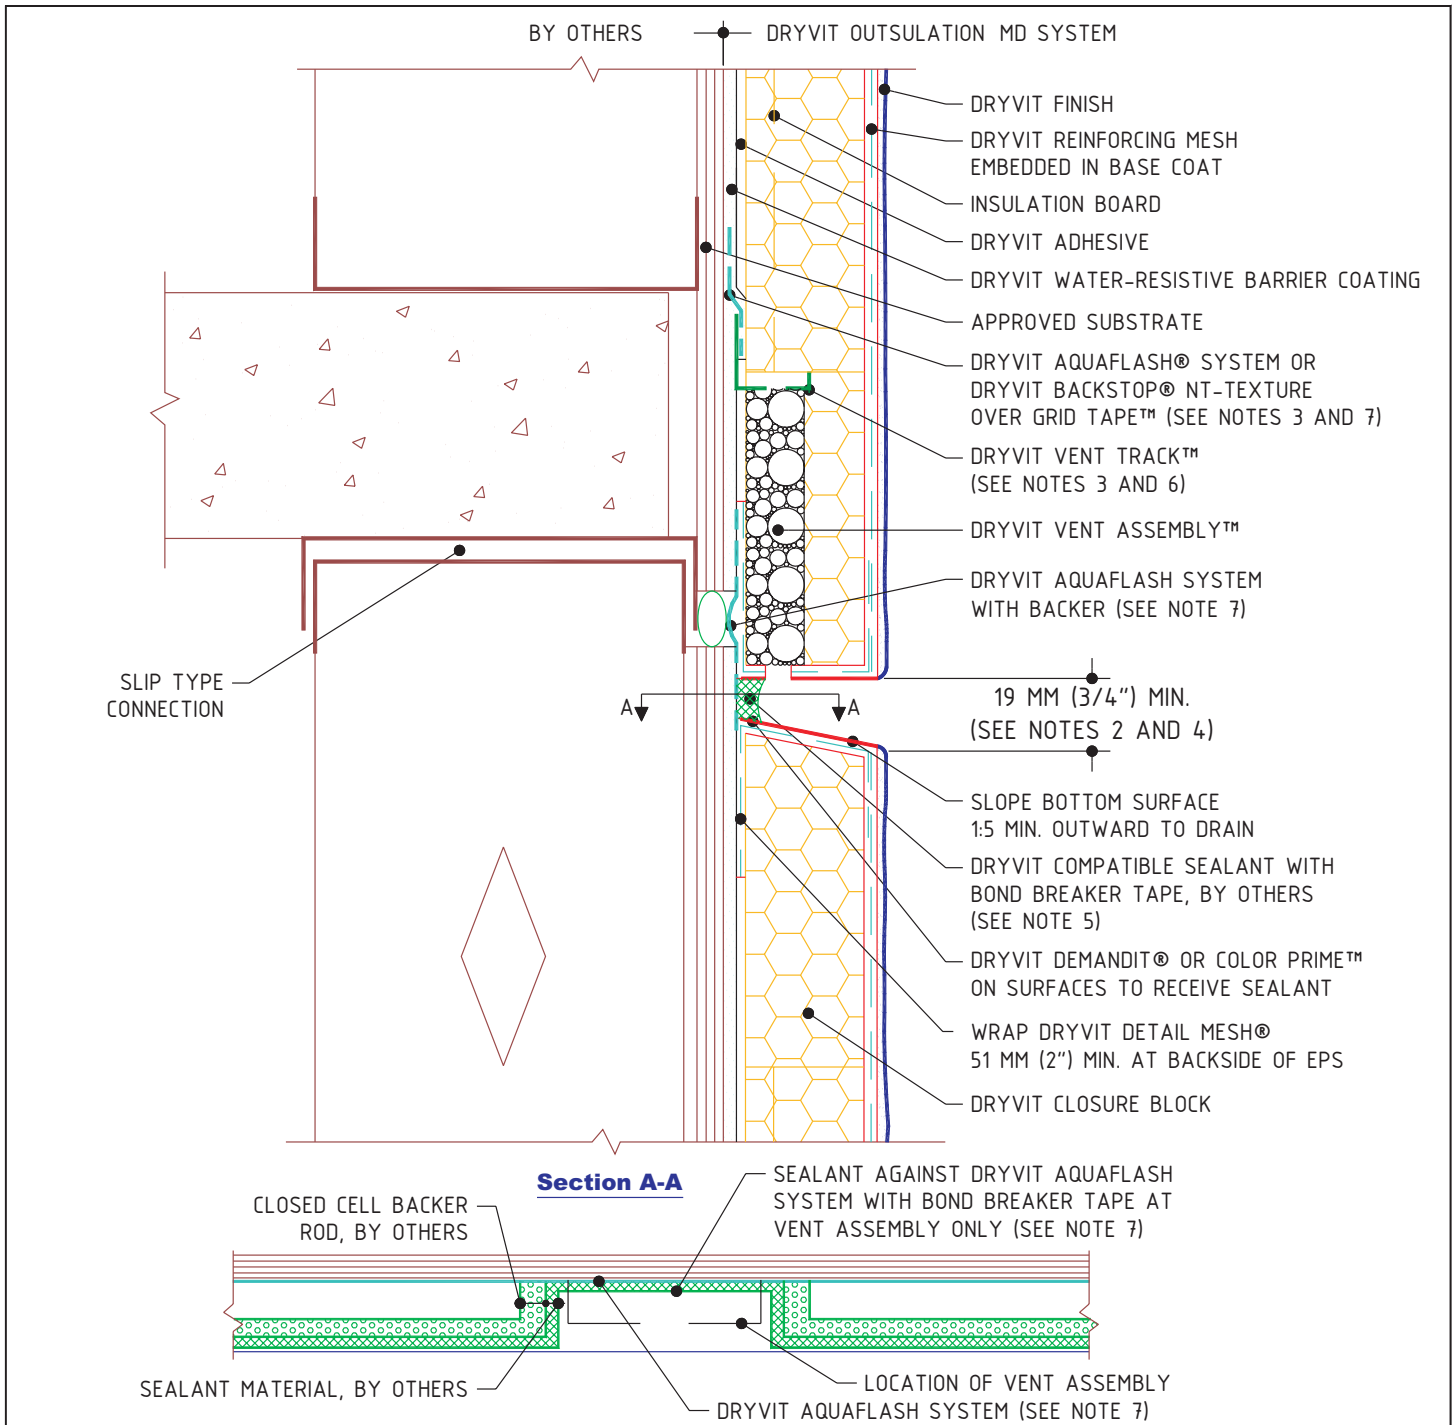 BY OTHERS
DRYVIT OUTSULATION MD SYSTEM
DRYVIT FINISH
DRYVIT REINFORCING MESH
EMBEDDED IN BASE COAT
INSULATION BOARD
DRYVIT ADHESIVE
DRYVIT WATER-RESISTIVE BARRIER COATING
APPROVED SUBSTRATE
DRYVIT AQUAFLASH® SYSTEM OR
DRYVIT BACKSTOP® NT-TEXTURE
OVER GRID TAPE™ (SEE NOTES 3 AND 7)
DRYVIT VENT TRACK™
(SEE NOTES 3 AND 6)
DRYVIT VENT ASSEMBLY™
DRYVIT AQUAFLASH SYSTEM
WITH BACKER (SEE NOTE 7)
SLIP TYPE
CONNECTION
A
A
19 MM (3/4") MIN.
(SEE NOTES 2 AND 4)
SLOPE BOTTOM SURFACE
1:5 MIN. OUTWARD TO DRAIN
DRYVIT COMPATIBLE SEALANT WITH
BOND BREAKER TAPE, BY OTHERS
(SEE NOTE 5)
DRYVIT DEMANDIT® OR COLOR PRIME™
ON SURFACES TO RECEIVE SEALANT
WRAP DRYVIT DETAIL MESH®
51 MM (2") MIN. AT BACKSIDE OF EPS
DRYVIT CLOSURE BLOCK
Section A-A
SEALANT AGAINST DRYVIT AQUAFLASH
SYSTEM WITH BOND BREAKER TAPE AT
VENT ASSEMBLY ONLY (SEE NOTE 7)
CLOSED CELL BACKER
ROD, BY OTHERS
SEALANT MATERIAL, BY OTHERS
LOCATION OF VENT ASSEMBLY
DRYVIT AQUAFLASH SYSTEM (SEE NOTE 7)